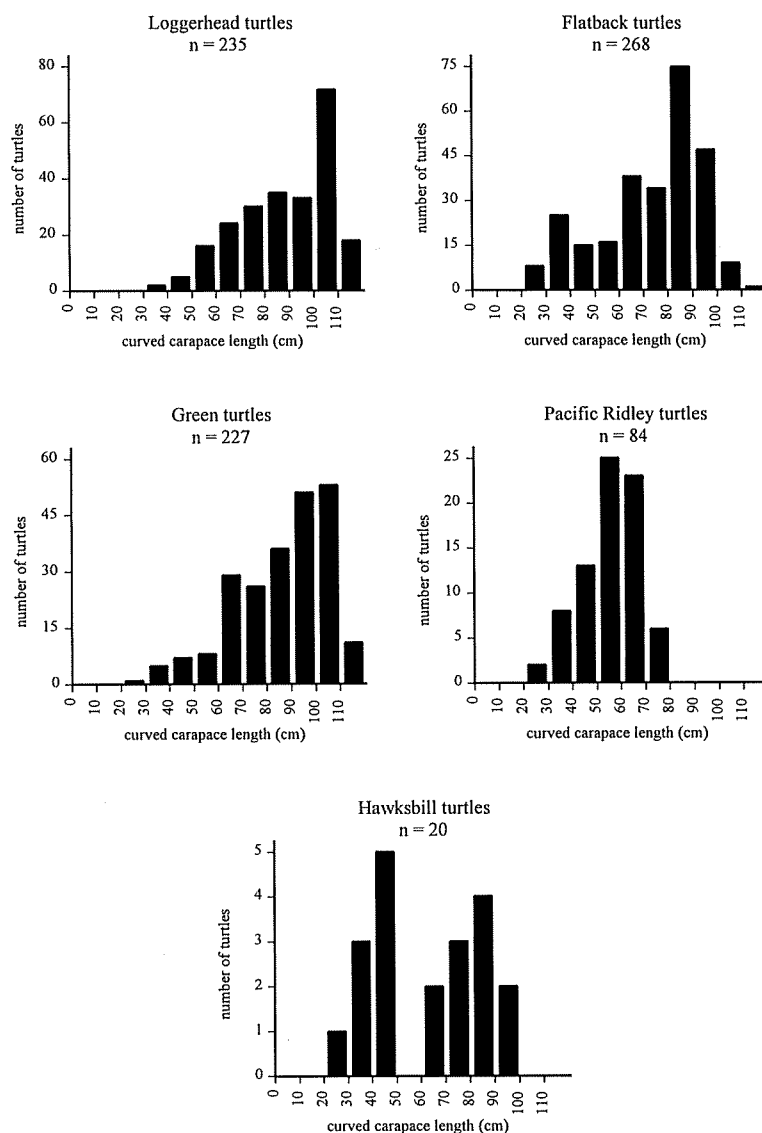 Loggerhead turtles
n = 235
number of turtles
80
60
40
20
0
0 10 20 30 40 50 60 70 80 90 100 110
curved carapace length (cm)
Flatback turtles
n = 268
number of turtles
75
60
45
30
15
0
0 10 20 30 40 50 60 70 80 90 100 110
curved carapace length (cm)
Green turtles
n = 227
number of turtles
60
45
30
15
0
0 10 20 30 40 50 60 70 80 90 100 110
curved carapace length (cm)
Pacific Ridley turtles
n = 84
number of turtles
25
20
15
10
5
0
0 10 20 30 40 50 60 70 80 90 100 110
curved carapace length (cm)
Hawksbill turtles
n = 20
number of turtles
5
4
3
2
1
0
0 10 20 30 40 50 60 70 80 90 100 110
curved carapace length (cm)